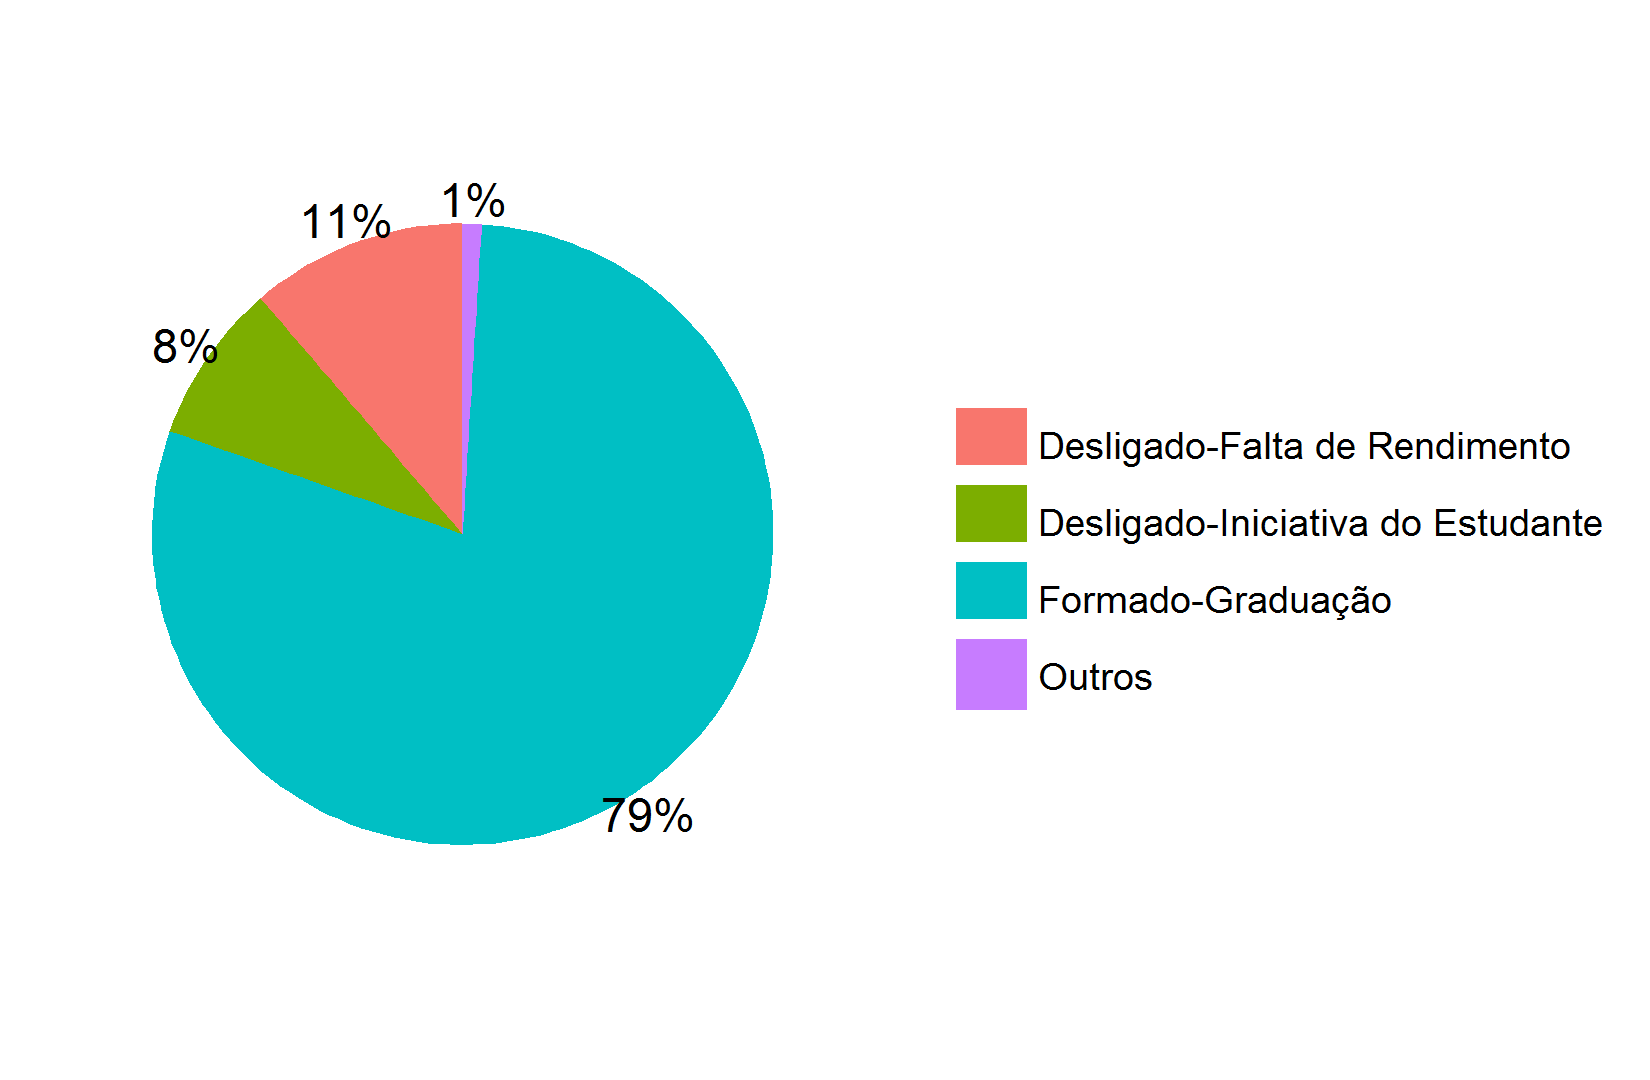 1%
11%
8%
79%
Desligado-Falta de Rendimento
Desligado-Iniciativa do Estudante
Formado-Graduação
Outros